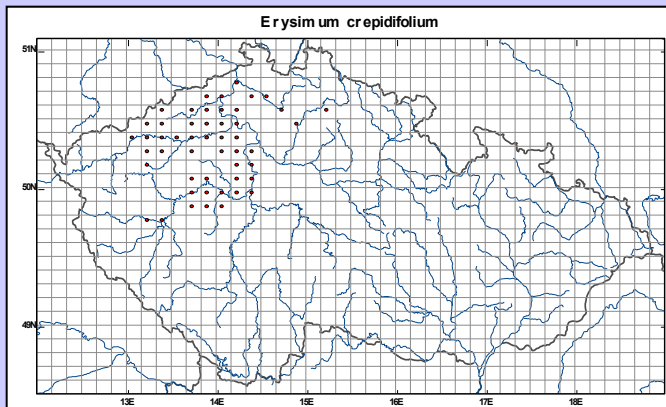 Erysimum crepidifolium
51N
50N
49N
13E 14E 15E 16E 17E 18E